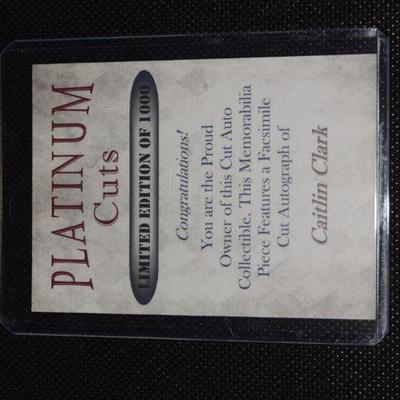 PLATINUM
Cuts
LIMITED EDITION OF 1000
Congratulations!
You are the Proud
Owner of this Cut Auto
Collectible. This Memorabilia
Piece Features a Facsimile
Cut Autograph of
Caitlin Clark